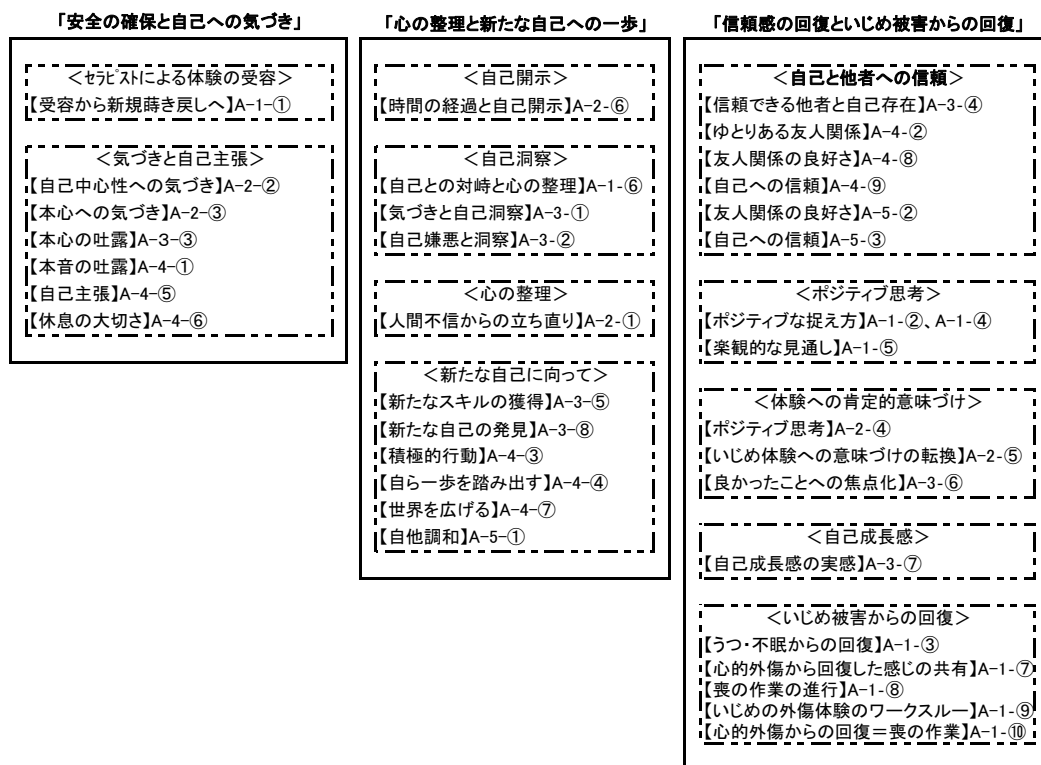 「安全の確保と自己への気づき」
<セラピストによる体験の受容>
【受容から新規蒔き戻しへ】A-1-①
<気づきと自己主張>
【自己中心性への気づき】A-2-②
【本心への気づき】A-2-③
【本心の吐露】A-3-③
【本音の吐露】A-4-①
【自己主張】A-4-⑤
【休息の大切さ】A-4-⑥
「心の整理と新たな自己への一歩」
<自己開示>
【時間の経過と自己開示】A-2-⑥
<自己洞察>
【自己との対峙と心の整理】A-1-⑥
【気づきと自己洞察】A-3-①
【自己嫌悪と洞察】A-3-②
<心の整理>
【人間不信からの立ち直り】A-2-①
<新たな自己に向って>
【新たなスキルの獲得】A-3-⑤
【新たな自己の発見】A-3-⑧
【積極的行動】A-4-③
【自ら一歩を踏み出す】A-4-④
【世界を広げる】A-4-⑦
【自他調和】A-5-①
「信頼感の回復といじめ被害からの回復」
<自己と他者への信頼>
【信頼できる他者と自己存在】A-3-④
【ゆとりある友人関係】A-4-②
【友人関係の良好さ】A-4-⑧
【自己への信頼】A-4-⑨
【友人関係の良好さ】A-5-②
【自己への信頼】A-5-③
<ポジティブ思考>
【ポジティブな捉え方】A-1-②、A-1-④
【楽観的な見通し】A-1-⑤
<体験への肯定的意味づけ>
【ポジティブ思考】A-2-④
【いじめ体験への意味づけの転換】A-2-⑤
【良かったことへの焦点化】A-3-⑥
<自己成長感>
【自己成長感の実感】A-3-⑦
<いじめ被害からの回復>
【うつ・不眠からの回復】A-1-③
【心的外傷から回復した感じの共有】A-1-⑦
【喪の作業の進行】A-1-⑧
【いじめの外傷体験のワークスルー】A-1-⑨
【心的外傷からの回復=喪の作業】A-1-⑩